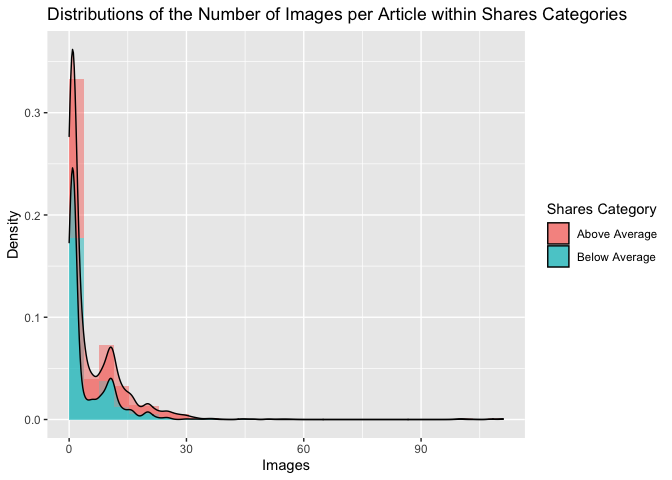 Distributions of the Number of Images per Article within Shares Categories
Density
0.3
0.2
0.1
0.0
0
30
60
90
Images
Shares Category
Above Average
Below Average